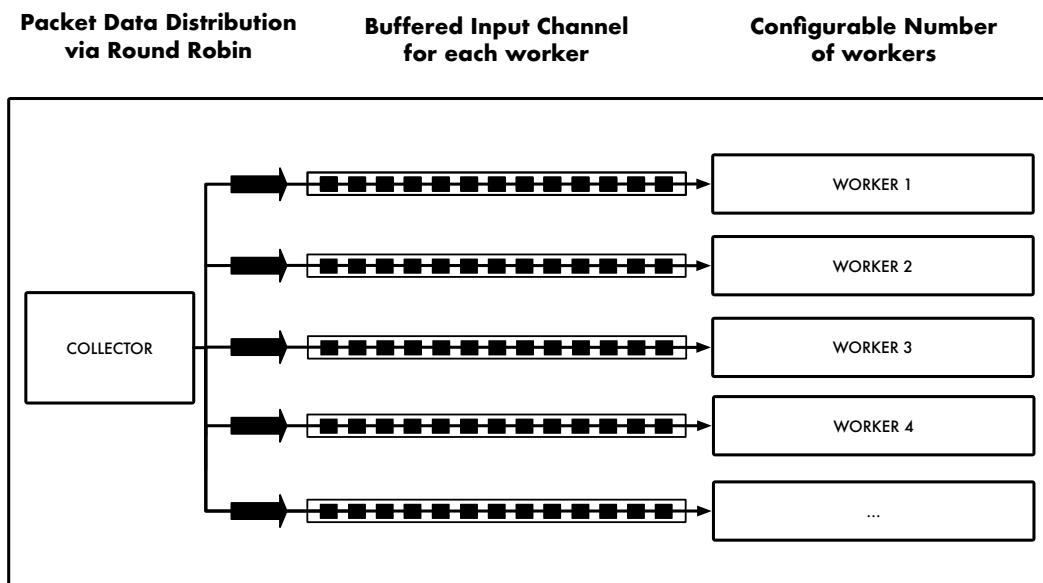 Packet Data Distribution
via Round Robin
Buffered Input Channel
for each worker
Configurable Number
of workers
COLLECTOR
WORKER 1
WORKER 2
WORKER 3
WORKER 4
...